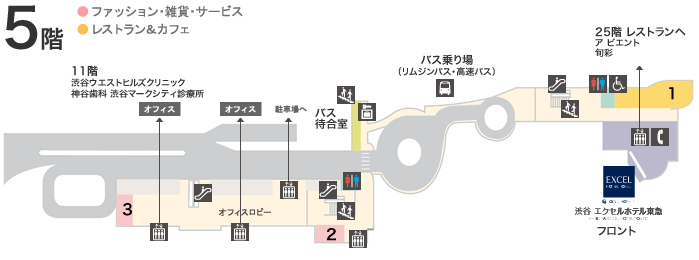 5階
ファッション・雑貨・サービス
レストラン&カフェ
11階
渋谷ウエストヒルズクリニック
神谷歯科 渋谷マークシティ診療所
オフィス
オフィス
駐車場へ
バス
待合室
バス乗り場
(リムジンバス・高速バス)
25階 レストランへ
ア ビエント
旬彩
1
3
オフィスロビー
2
EXCEL
渋谷 エクセルホテル東急
フロント